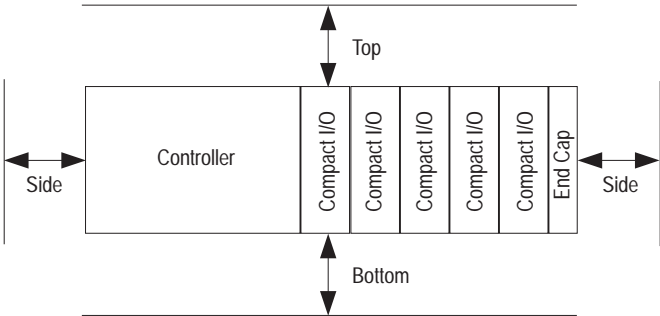 Top
Controller
Compact I/O
Compact I/O
Compact I/O
Compact I/O
Compact I/O
End Cap
Side
Side
Bottom